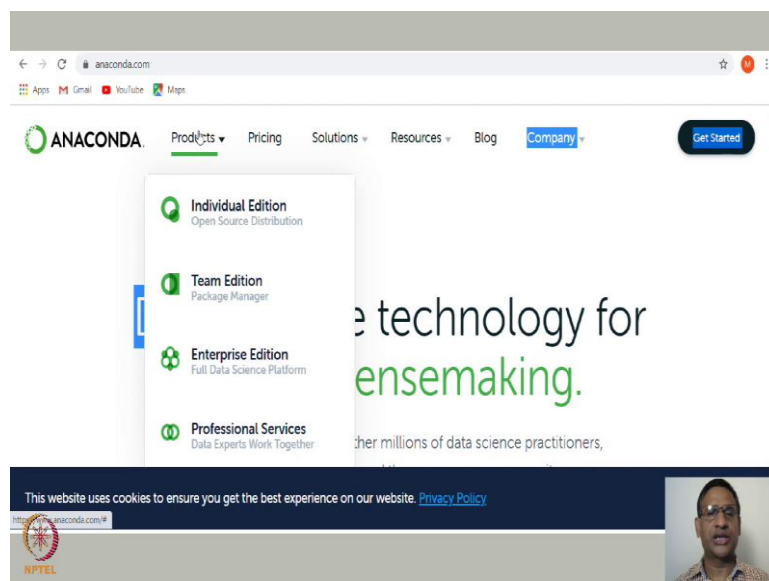 anaconda.com
M
Apps Gmail YouTube Maps
ANACONDA. Products Pricing Solutions Resources Blog Company Get Started
Individual Edition
Open Source Distribution
Team Edition
Package Manager
e technology for
Enterprise Edition
Full Data Science Platform
ensemaking.
Professional Services
Data Experts Work Together
ther millions of data science practitioners,
This website uses cookies to ensure you get the best experience on our website. Privacy Policy
NPTEL